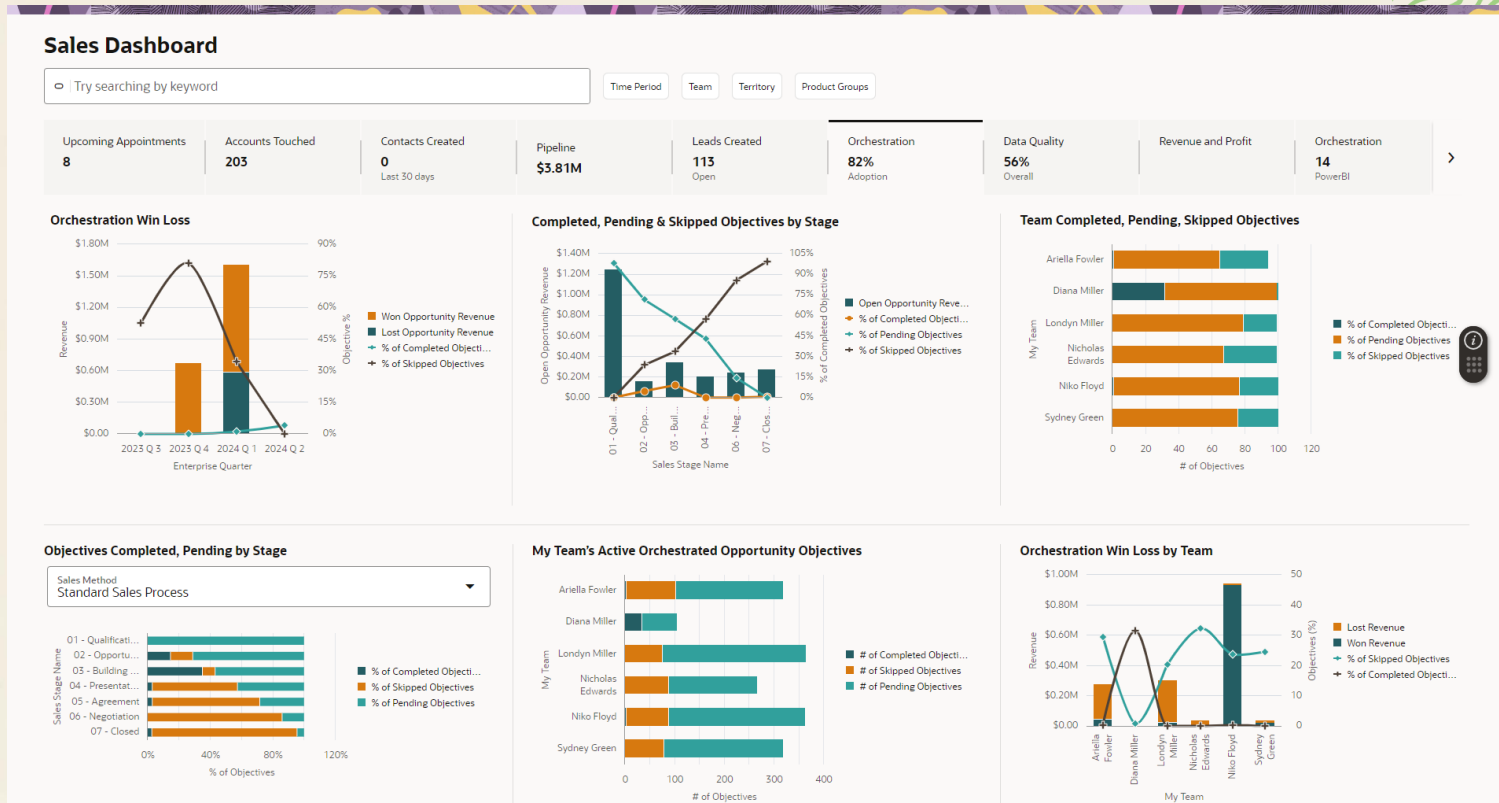 Sales Dashboard
Try searching by keyword
Time Period
Team
Territory
Product Groups
Upcoming Appointments
8
Accounts Touched
203
Contacts Created
0
Last 30 days
Pipeline
$3.81M
Leads Created
113
Open
Orchestration
82%
Adoption
Data Quality
56%
Overall
Revenue and Profit
Orchestration
14
PowerBI
Orchestration Win Loss
$1.80M
$1.50M
$1.20M
$0.90M
$0.60M
$0.30M
$0.00
Revenue
90%
75%
60%
45%
30%
15%
0%
Objective %
2023 Q 3
2023 Q 4
2024 Q 1
2024 Q 2
Enterprise Quarter
Won Opportunity Revenue
Lost Opportunity Revenue
% of Completed Objecti...
% of Skipped Objectives
Completed, Pending & Skipped Objectives by Stage
$1.40M
$1.20M
$1.00M
$0.80M
$0.60M
$0.40M
$0.20M
$0.00
Open Opportunity Revenue
105%
90%
75%
60%
45%
30%
15%
0%
% of Completed Objectives
01 - Qual...
02 - Opp...
03 - Buil...
04 - Pre...
06 - Neg...
07 - Clos...
Sales Stage Name
Open Opportunity Reve...
% of Completed Objecti...
% of Pending Objectives
% of Skipped Objectives
Team Completed, Pending, Skipped Objectives
My Team
Ariella Fowler
Diana Miller
Londyn Miller
Nicholas
Edwards
Niko Floyd
Sydney Green
0
20
40
60
80
100
120
# of Objectives
% of Completed Objecti...
% of Pending Objectives
% of Skipped Objectives
Objectives Completed, Pending by Stage
Sales Method
Standard Sales Process
Sales Stage Name
01 - Qualificati...
02 - Opportu...
03 - Building ...
04 - Presentat...
05 - Agreement
06 - Negotiation
07 - Closed
0%
40%
80%
120%
% of Objectives
% of Completed Objecti...
% of Skipped Objectives
% of Pending Objectives
My Team's Active Orchestrated Opportunity Objectives
My Team
Ariella Fowler
Diana Miller
Londyn Miller
Nicholas
Edwards
Niko Floyd
Sydney Green
0
100
200
300
400
# of Objectives
# of Completed Objecti...
# of Skipped Objectives
# of Pending Objectives
Orchestration Win Loss by Team
$1.00M
$0.80M
$0.60M
$0.40M
$0.20M
$0.00
Revenue
50
40
30
20
10
0
Objectives (%)
Ariella
Fowler
Diana Miller
Londyn
Miller
Nicholas
Edwards
Niko Floyd
Sydney
Green
My Team
Lost Revenue
Won Revenue
% of Skipped Objectives
% of Completed Objecti...